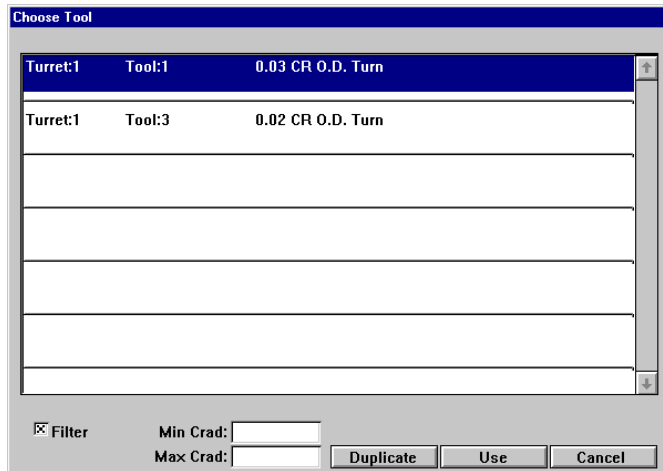 Choose Tool
Turret:1 Tool:1 0.03 CR O.D. Turn
Turret:1 Tool:3 0.02 CR O.D. Turn
Filter Min Crad:
Max Crad: Duplicate Use Cancel